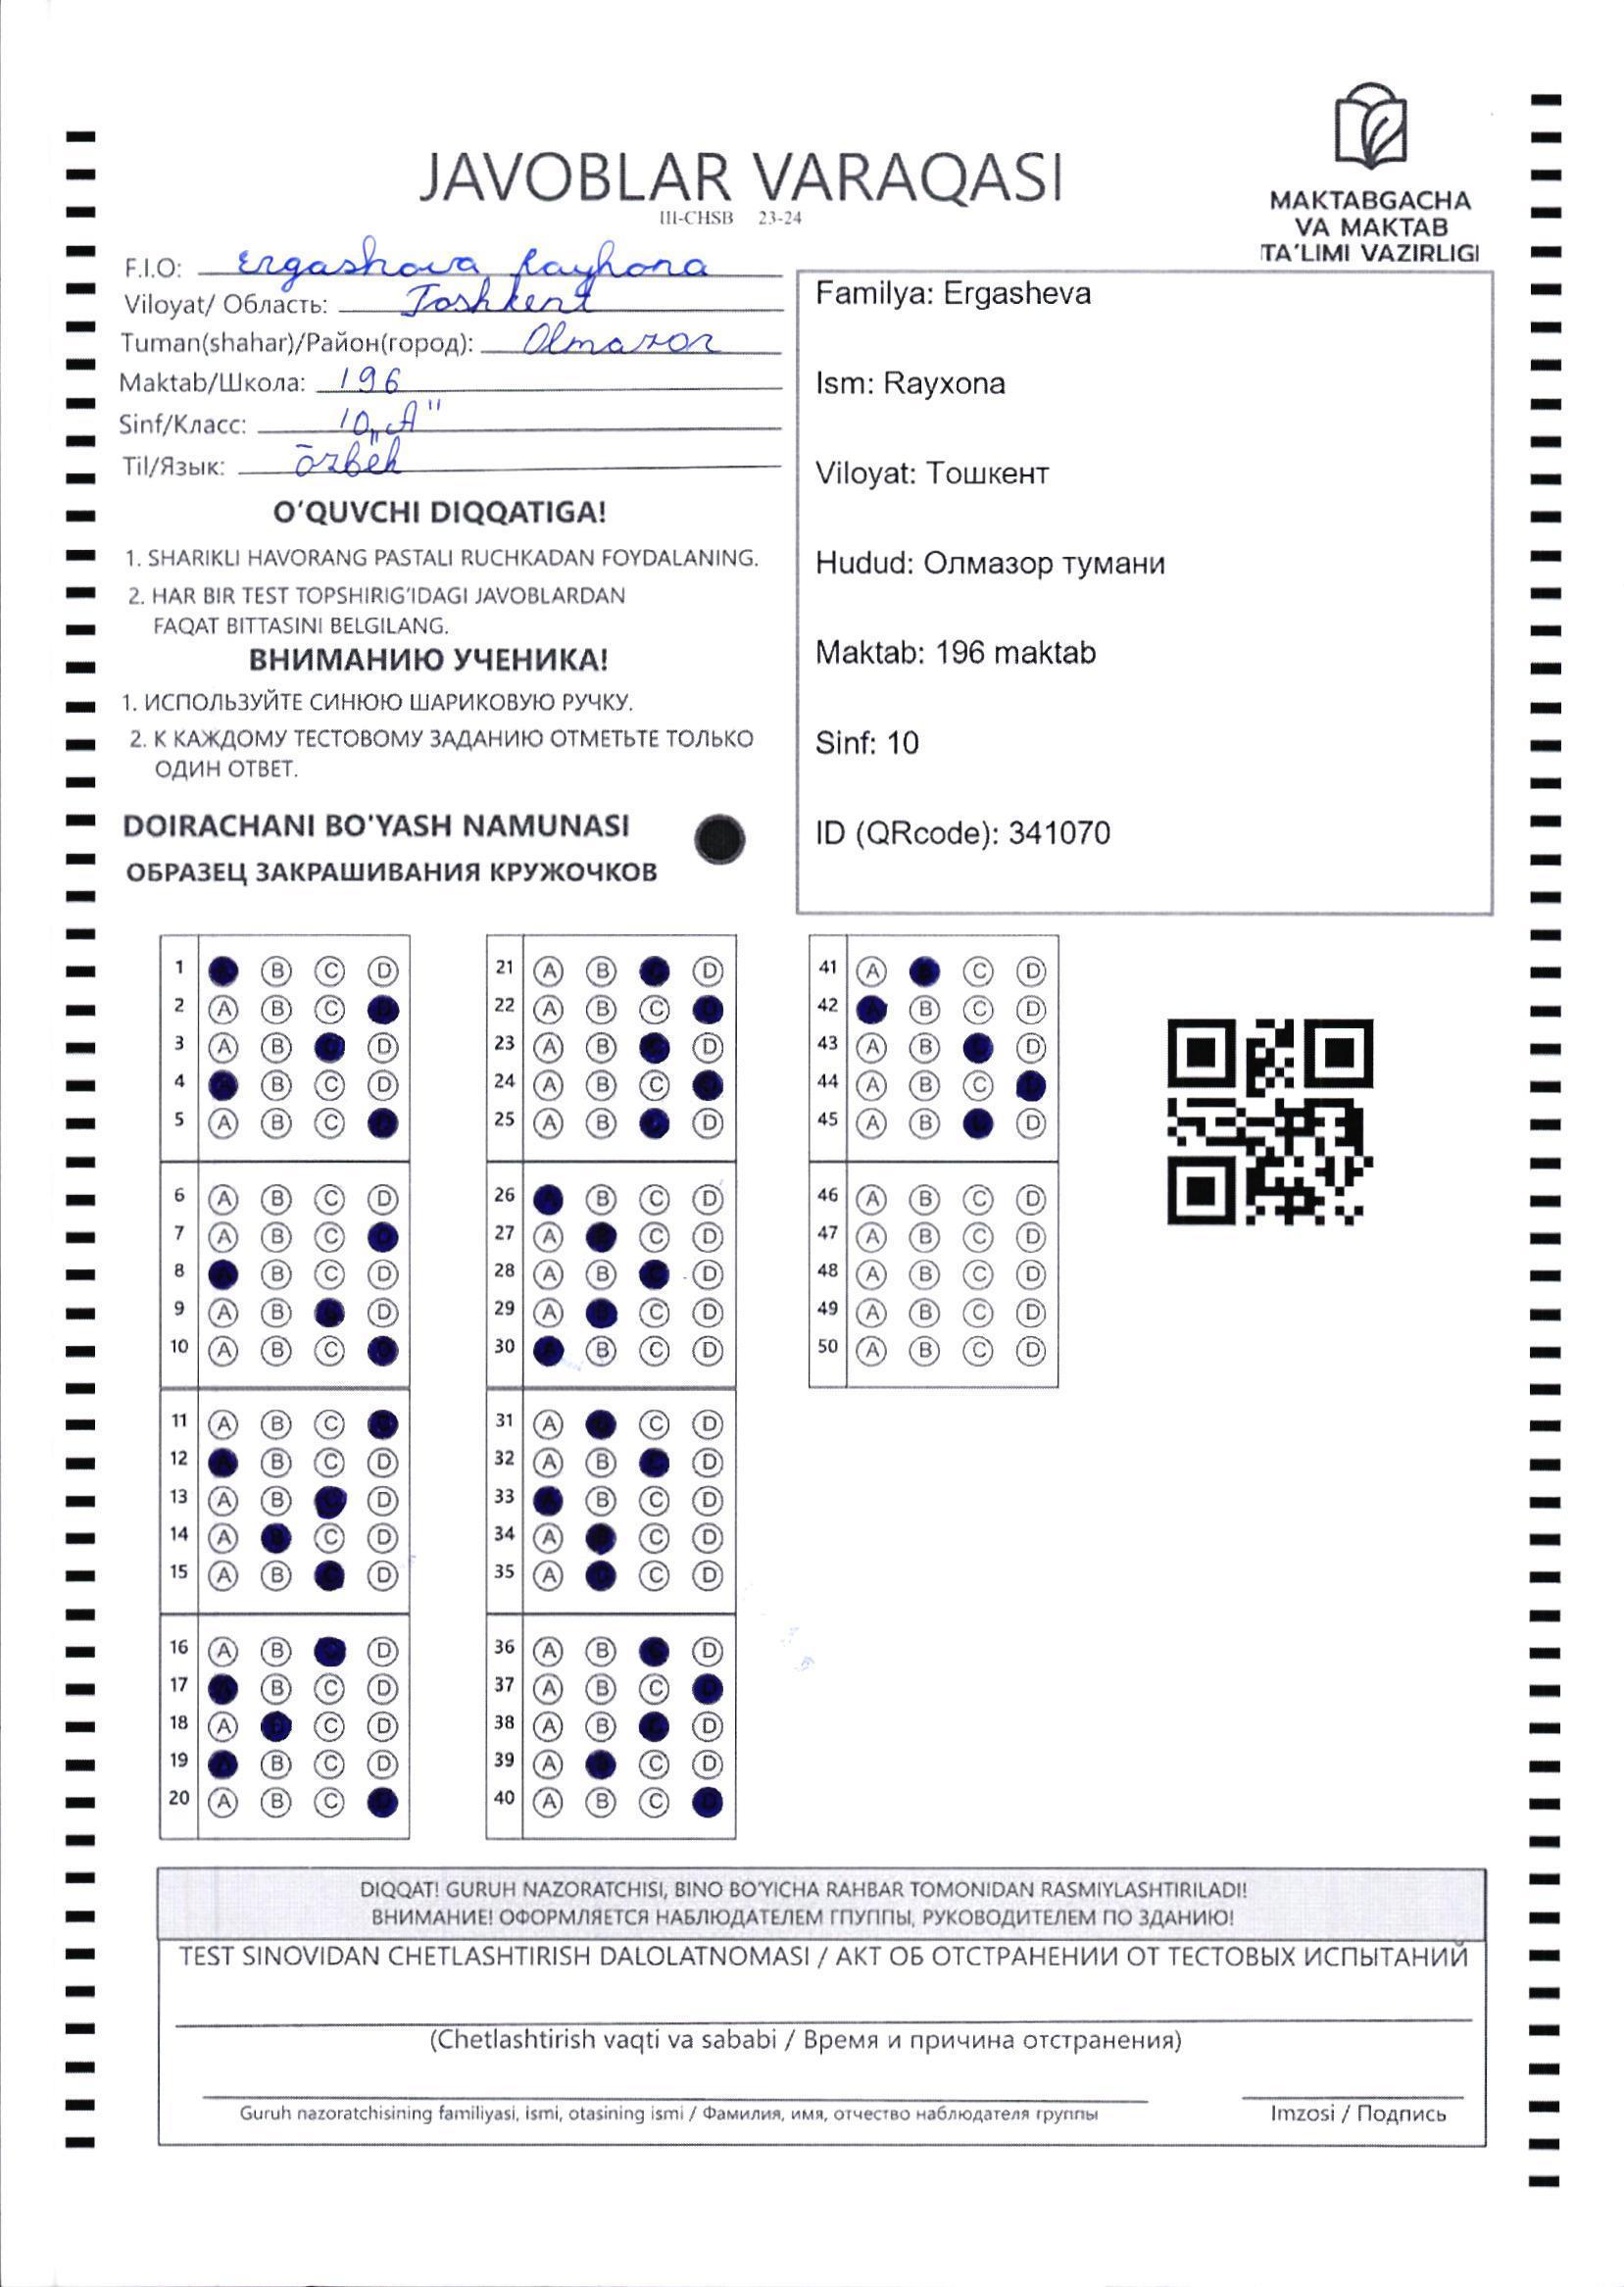 JAVOBLAR VARAQASI
III-CHSB 23-24
MAKTABGACHA
VA MAKTAB
TA'LIMI VAZIRLIGI
F.I.O: Ergashova Rayhona
Viloyat/ Область: Toshkent
Tuman(shahar)/Район(город): Olmazor
Maktab/Школа: 196
Sinf/Класс: 10 „A"
Til/Язык: ōzbek
O'QUVCHI DIQQATIGA!
1. SHARIKLI HAVORANG PASTALI RUCHKADAN FOYDALANING.
2. HAR BIR TEST TOPSHIRIG'IDAGI JAVOBLARDAN
FAQAT BITTASINI BELGILANG.
ВНИМАНИЮ УЧЕНИКА!
1. ИСПОЛЬЗУЙТЕ СИНЮЮ ШАРИКОВУЮ РУЧКУ.
2. К КАЖДОМУ ТЕСТОВОМУ ЗАДАНИЮ ОТМЕТЬТЕ ТОЛЬКО
ОДИН ОТВЕТ.
DOIRACHANI BO'YASH NAMUNASI
ОБРАЗЕЦ ЗАКРАШИВАНИЯ КРУЖОЧКОВ
Familya: Ergasheva
Ism: Rayxona
Viloyat: Тошкент
Hudud: Олмазор тумани
Maktab: 196 maktab
Sinf: 10
ID (QRcode): 341070
1 B C D
2 A B C
3 A B D
4 B C D
5 A B C
6 A B C D
7 A B C
8 B C D
9 A B D
10 A B C
11 A B C
12 B C D
13 A B D
14 A C D
15 A B D
16 A B D
17 B C D
18 A C D
19 B C D
20 A B C
21 A B D
22 A B C
23 A B D
24 A B C
25 A B D
26 B C D
27 A C D
28 A B D
29 A C D
30 B C D
31 A C D
32 A B D
33 B C D
34 A C D
35 A C D
36 A B D
37 A B C
38 A B D
39 A C D
40 A B C
41 A C D
42 B C D
43 A B D
44 A B C
45 A B D
46 A B C D
47 A B C D
48 A B C D
49 A B C D
50 A B C D
DIQQAT! GURUH NAZORATCHISI, BINO BO'YICHA RAHBAR TOMONIDAN RASMIYLASHTIRILADI!
ВНИМАНИЕ! ОФОРМЛЯЕТСЯ НАБЛЮДАТЕЛЕМ ГПУППЫ, РУКОВОДИТЕЛЕМ ПО ЗДАНИЮ!
TEST SINOVIDAN CHETLASHTIRISH DALOLATNOMASI / АКТ ОБ ОТСТРАНЕНИИ ОТ ТЕСТОВЫХ ИСПЫТАНИЙ
(Chetlashtirish vaqti va sababi / Время и причина отстранения)
Guruh nazoratchisining familiyasi, ismi, otasining ismi / Фамилия, имя, отчество наблюдателя группы
Imzosi / Подпись